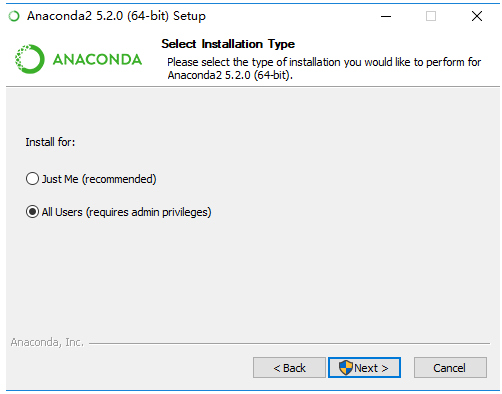 Anaconda2 5.2.0 (64-bit) Setup
ANACONDA
Select Installation Type
Please select the type of installation you would like to perform for
Anaconda2 5.2.0 (64-bit).
Install for:
Just Me (recommended)
All Users (requires admin privileges)
Anaconda, Inc.
< Back
Next >
Cancel